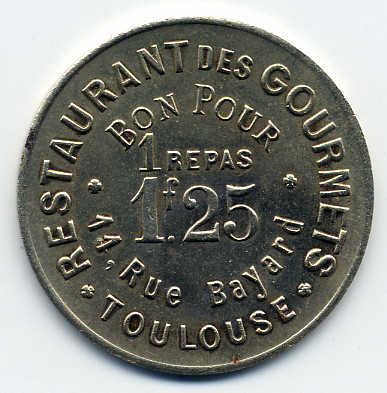 RESTAURANT DES GOURMETS
BON POUR
1 REPAS
1f.25
14, Rue Bayard
TOULOUSE